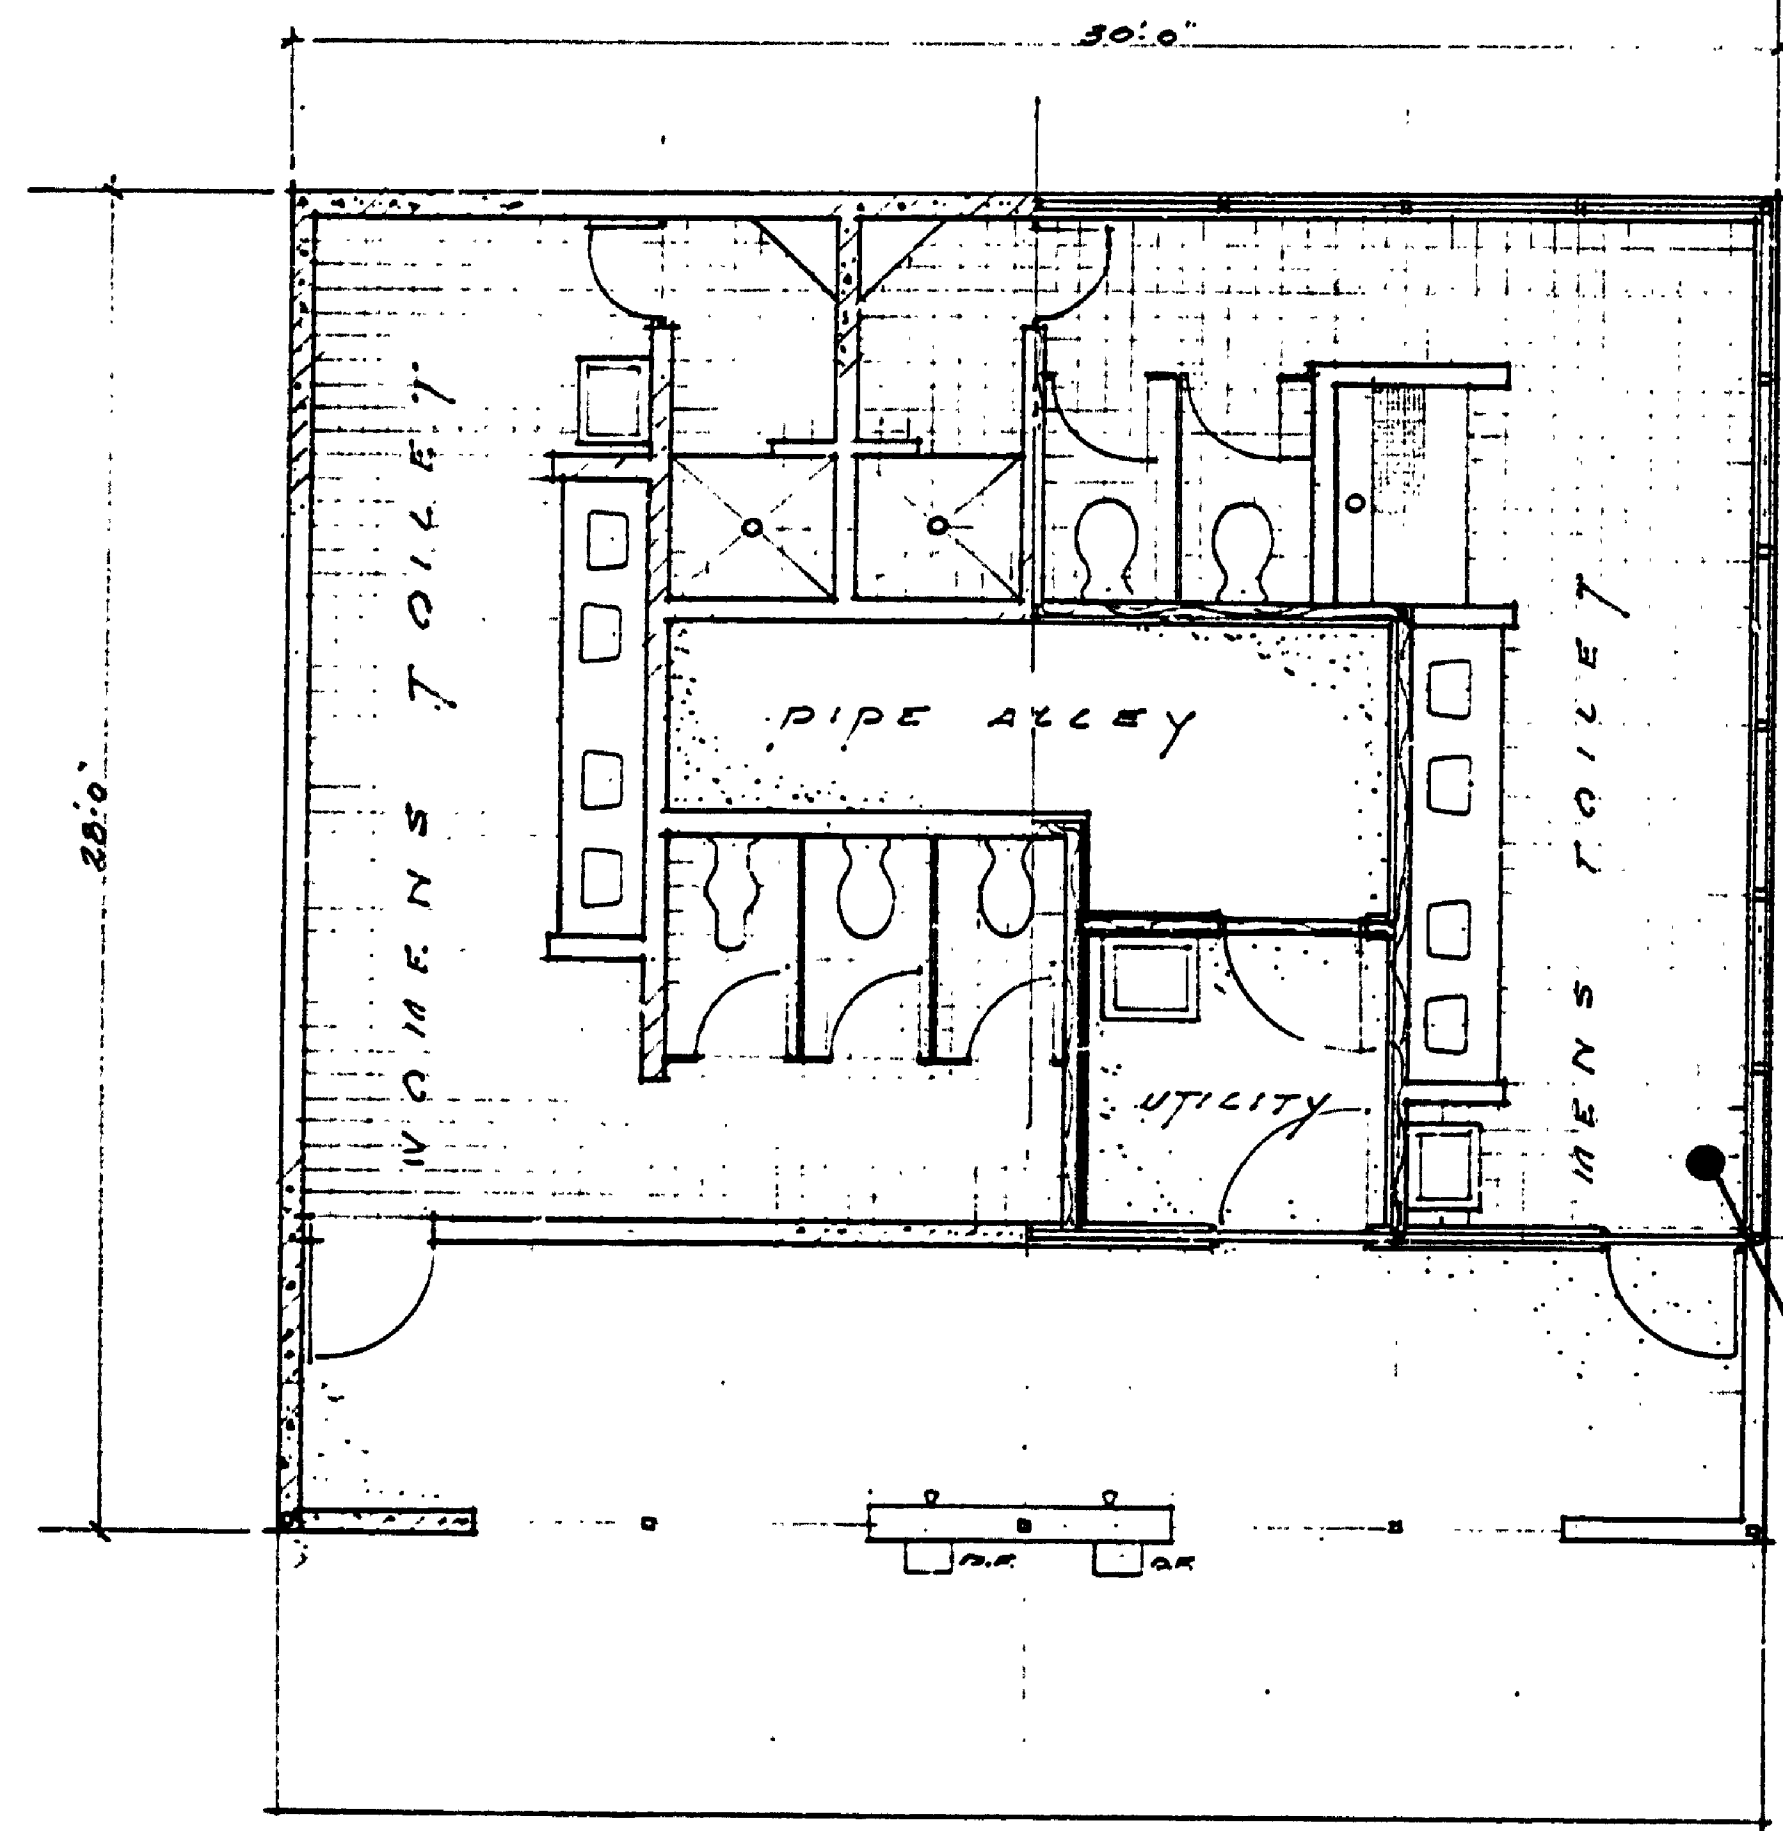 30'-0"
28'-0"
WOMENS TOILET
PIPE ALLEY
MENS TOILET
UTILITY
D.F.
D.F.